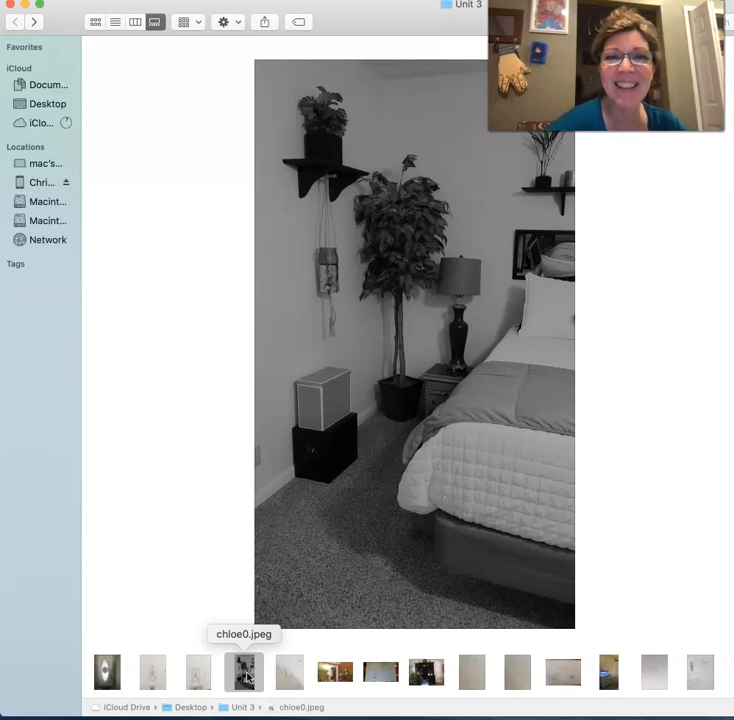 Unit 3
Favorites
iCloud
Docum...
Desktop
iClo...
Locations
mac's...
Chri...
Macint...
Macint...
Network
Tags
chloe0.jpeg
iCloud Drive
Desktop
Unit 3
chloe0.jpeg